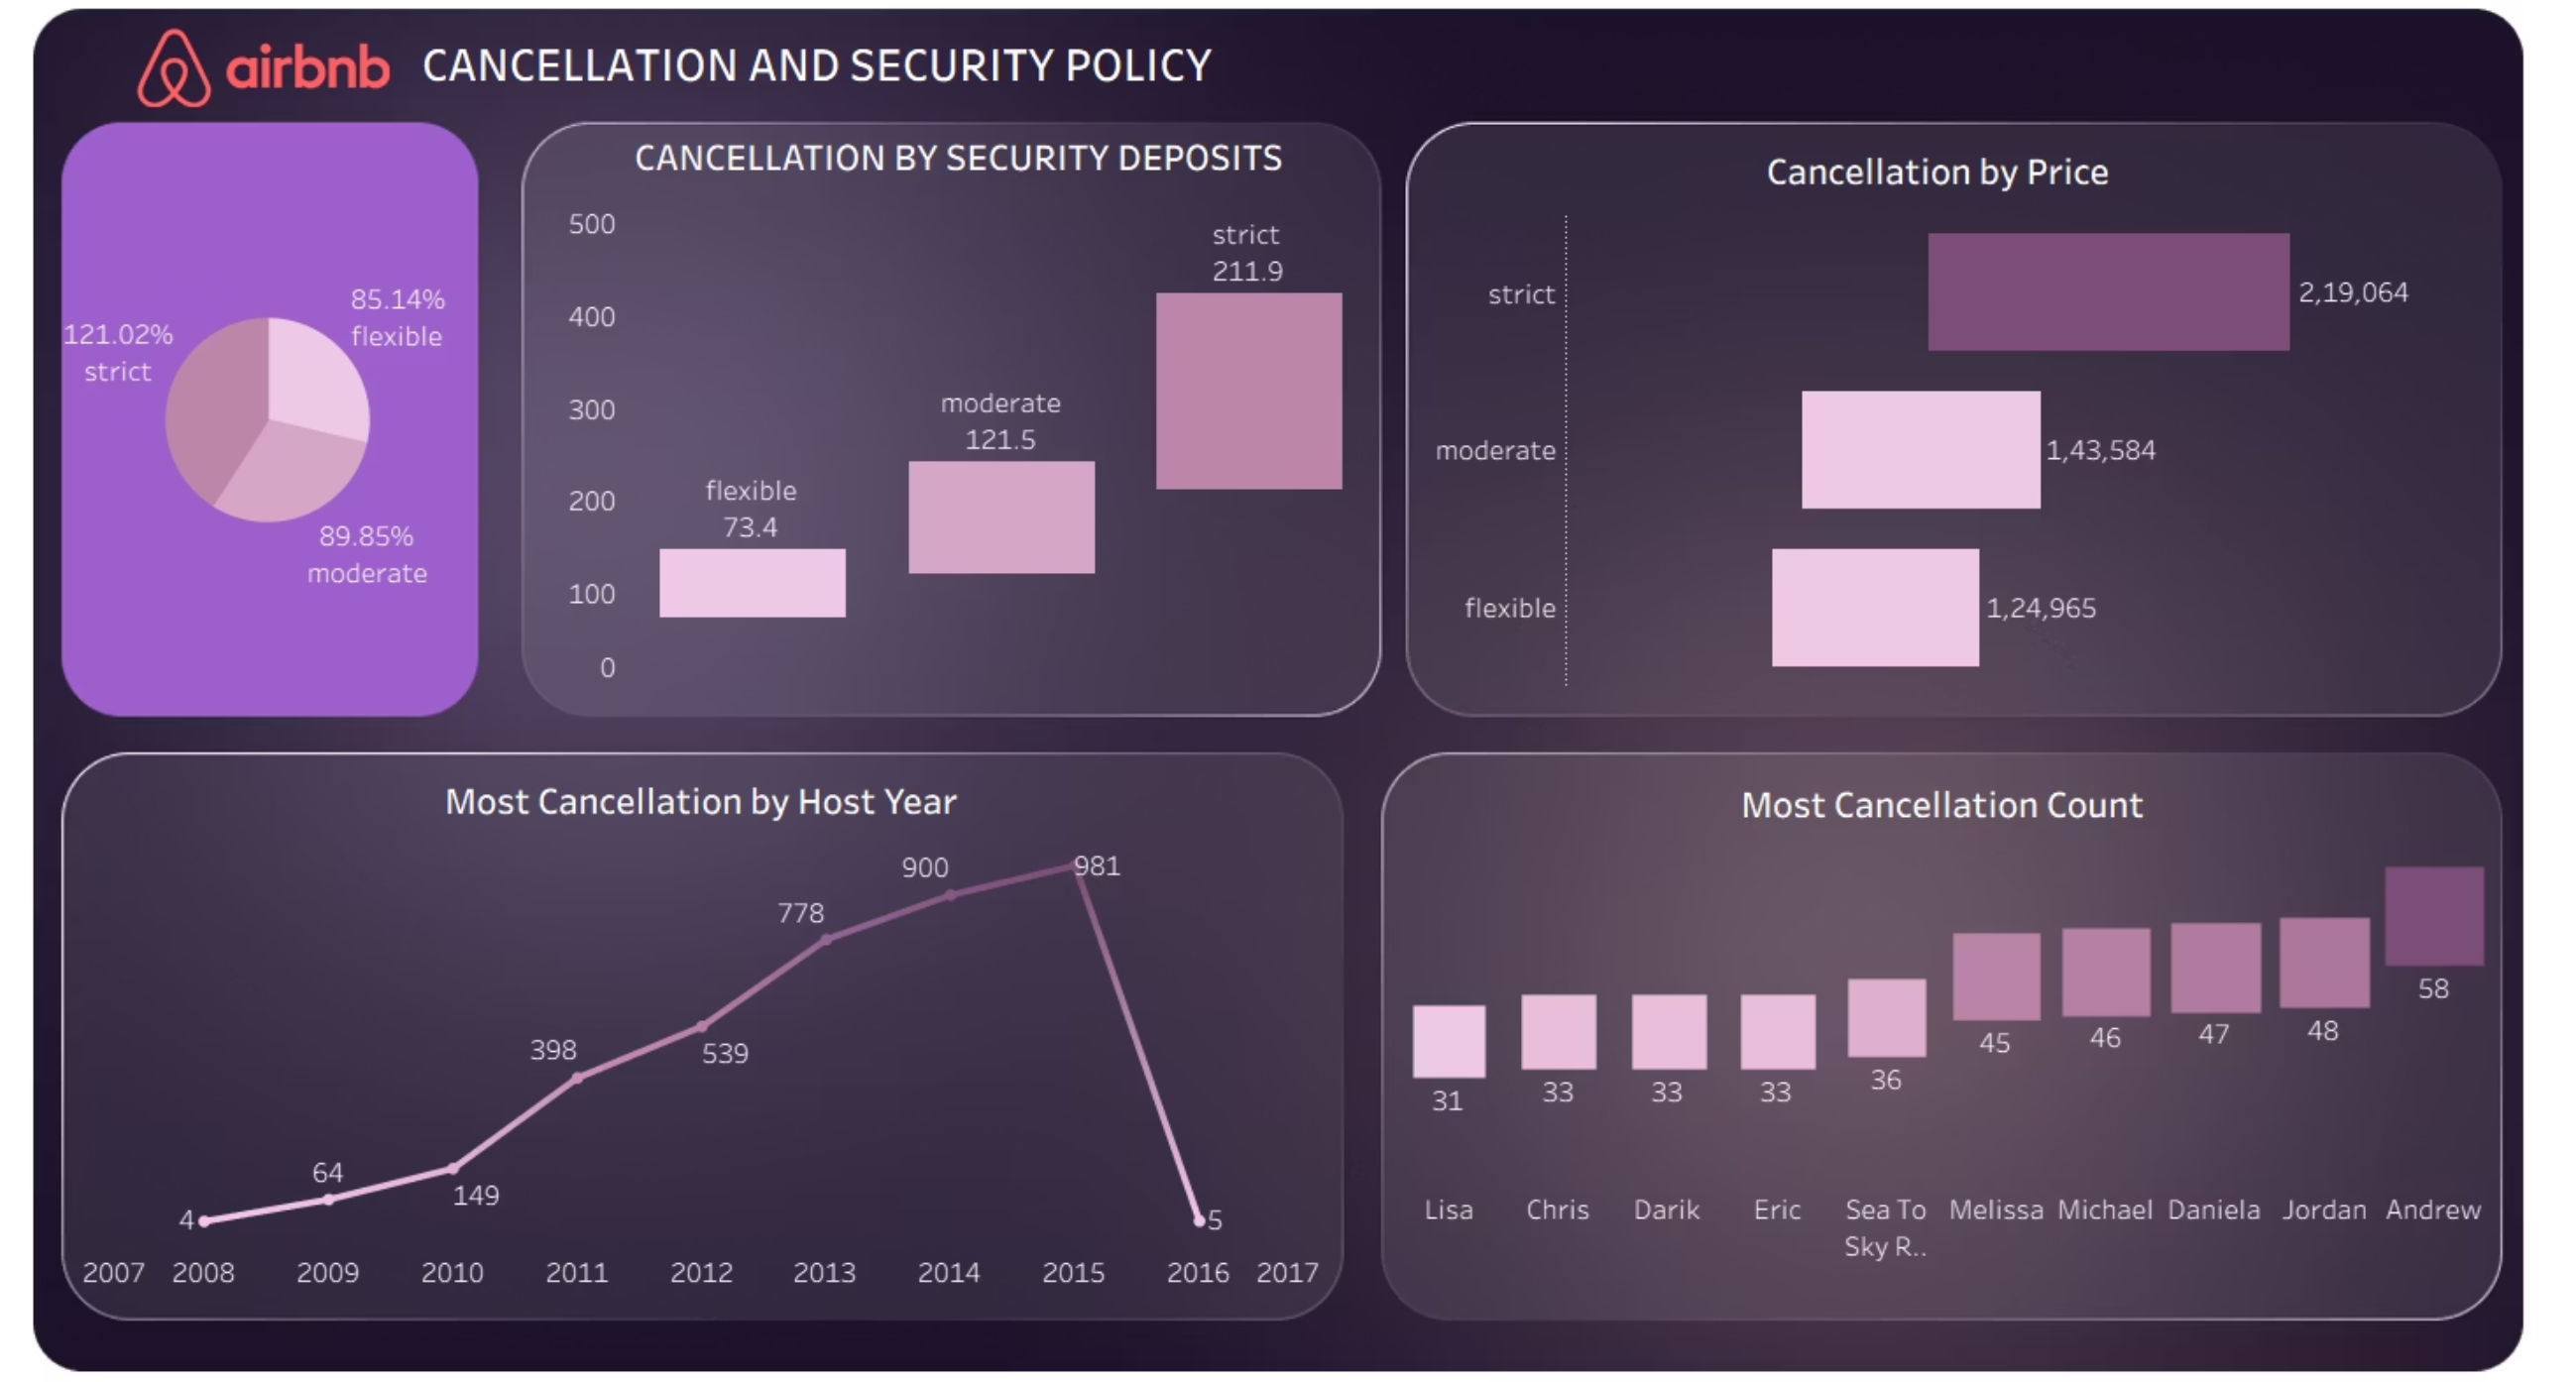 airbnb CANCELLATION AND SECURITY POLICY
85.14%
flexible
121.02%
strict
89.85%
moderate
CANCELLATION BY SECURITY DEPOSITS
500
400
300
200
100
0
flexible
73.4
moderate
121.5
strict
211.9
Cancellation by Price
strict 2,19,064
moderate 1,43,584
flexible 1,24,965
Most Cancellation by Host Year
4
64
149
398
539
778
900
981
5
2007 2008 2009 2010 2011 2012 2013 2014 2015 2016 2017
Most Cancellation Count
31 33 33 33 36 45 46 47 48 58
Lisa Chris Darik Eric Sea To Melissa Michael Daniela Jordan Andrew
Sky R..